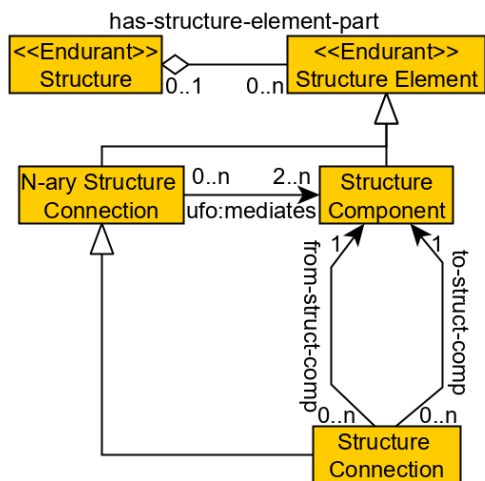 has-structure-element-part
<<Endurant>>
Structure
0..1
0..n
<<Endurant>>
Structure Element
N-ary Structure
Connection
0..n
2..n
ufo:mediates
Structure
Component
1
1
from-struct-comp
to-struct-comp
0..n
0..n
Structure
Connection